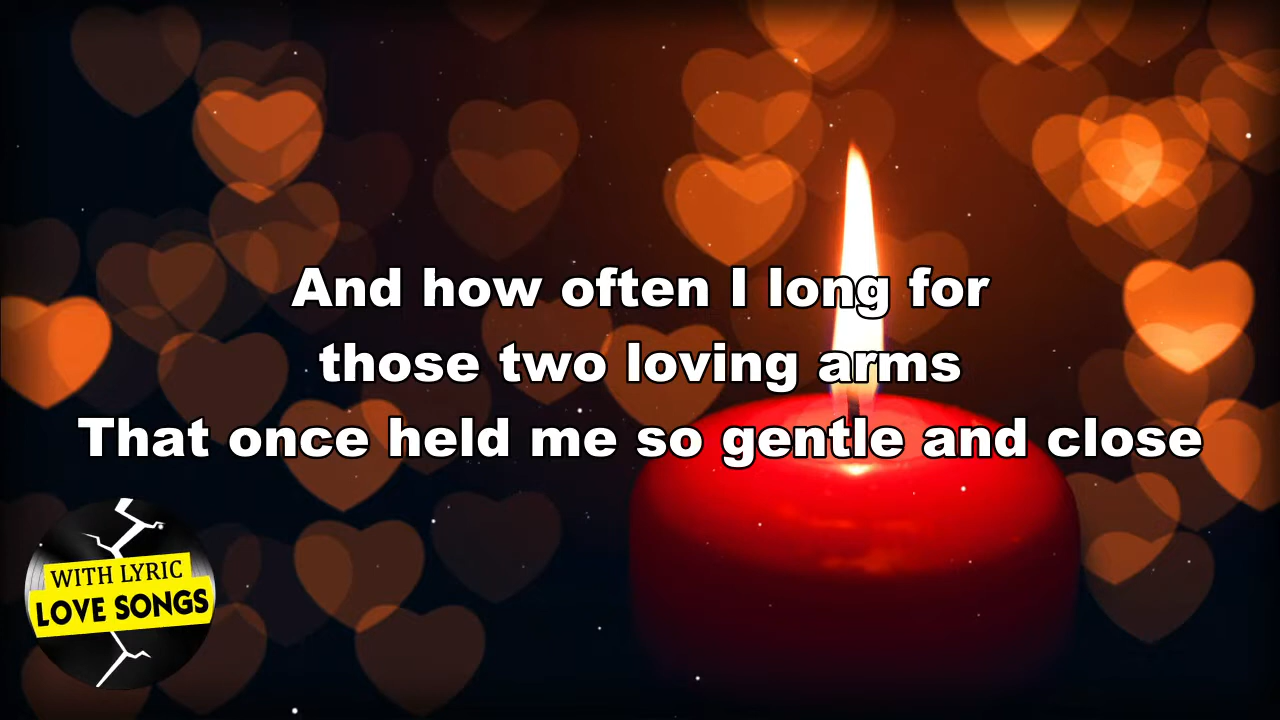 And how often I long for
those two loving arms
That once held me so gentle and close
WITH LYRIC
LOVE SONGS